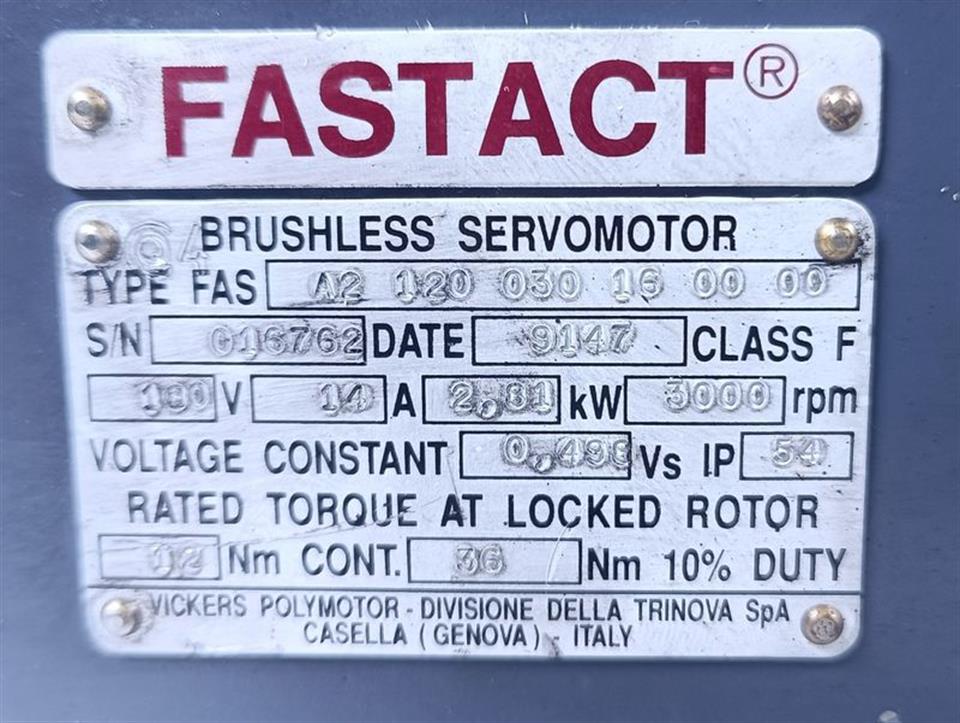 FASTACT®
BRUSHLESS SERVOMOTOR
TYPE FAS A2 120 030 16 00 00
S/N 016762 DATE 9147 CLASS F
180 V 14 A 2,81 kW 3000 rpm
VOLTAGE CONSTANT 0,498 Vs IP 54
RATED TORQUE AT LOCKED ROTOR
12 Nm CONT. 36 Nm 10% DUTY
VICKERS POLYMOTOR - DIVISIONE DELLA TRINOVA SpA
CASELLA (GENOVA) - ITALY